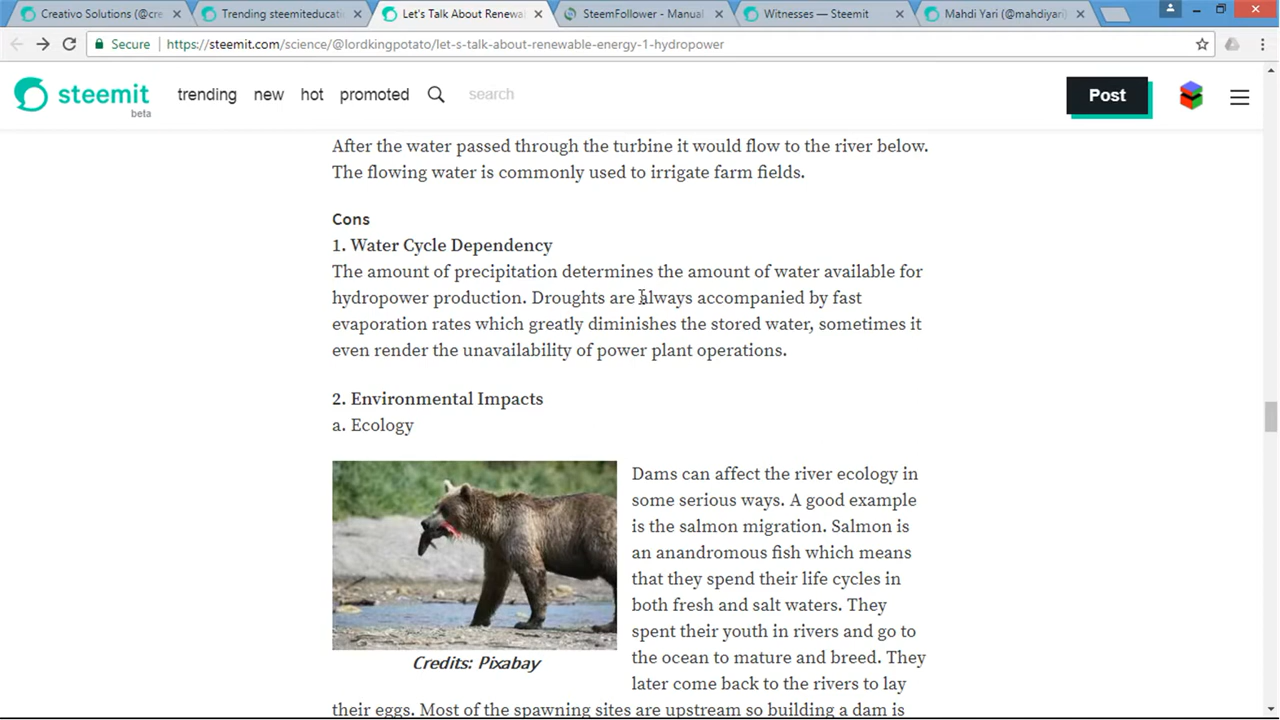 Creativo Solutions (@cre
Trending steemiteducati
Let's Talk About Renewa
SteemFollower - Manual
Witnesses — Steemit
Mahdi Yari (@mahdiyari)
Secure
https://steemit.com/science/@lordkingpotato/let-s-talk-about-renewable-energy-1-hydropower
steemit
beta
trending
new
hot
promoted
search
Post
After the water passed through the turbine it would flow to the river below.
The flowing water is commonly used to irrigate farm fields.
Cons
1. Water Cycle Dependency
The amount of precipitation determines the amount of water available for
hydropower production. Droughts are always accompanied by fast
evaporation rates which greatly diminishes the stored water, sometimes it
even render the unavailability of power plant operations.
2. Environmental Impacts
a. Ecology
Dams can affect the river ecology in
some serious ways. A good example
is the salmon migration. Salmon is
an anandromous fish which means
that they spend their life cycles in
both fresh and salt waters. They
spent their youth in rivers and go to
the ocean to mature and breed. They
later come back to the rivers to lay
Credits: Pixabay
their eggs. Most of the spawning sites are upstream so building a dam is